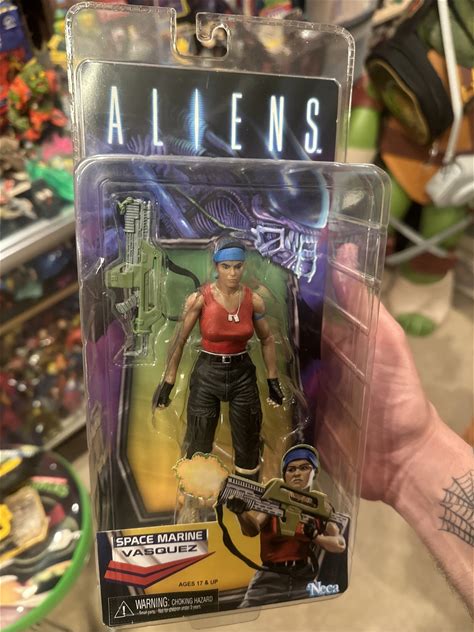 ALIENS
SPACE MARINE
VASQUEZ
AGES 17 & UP
WARNING: CHOKING HAZARD
Neca